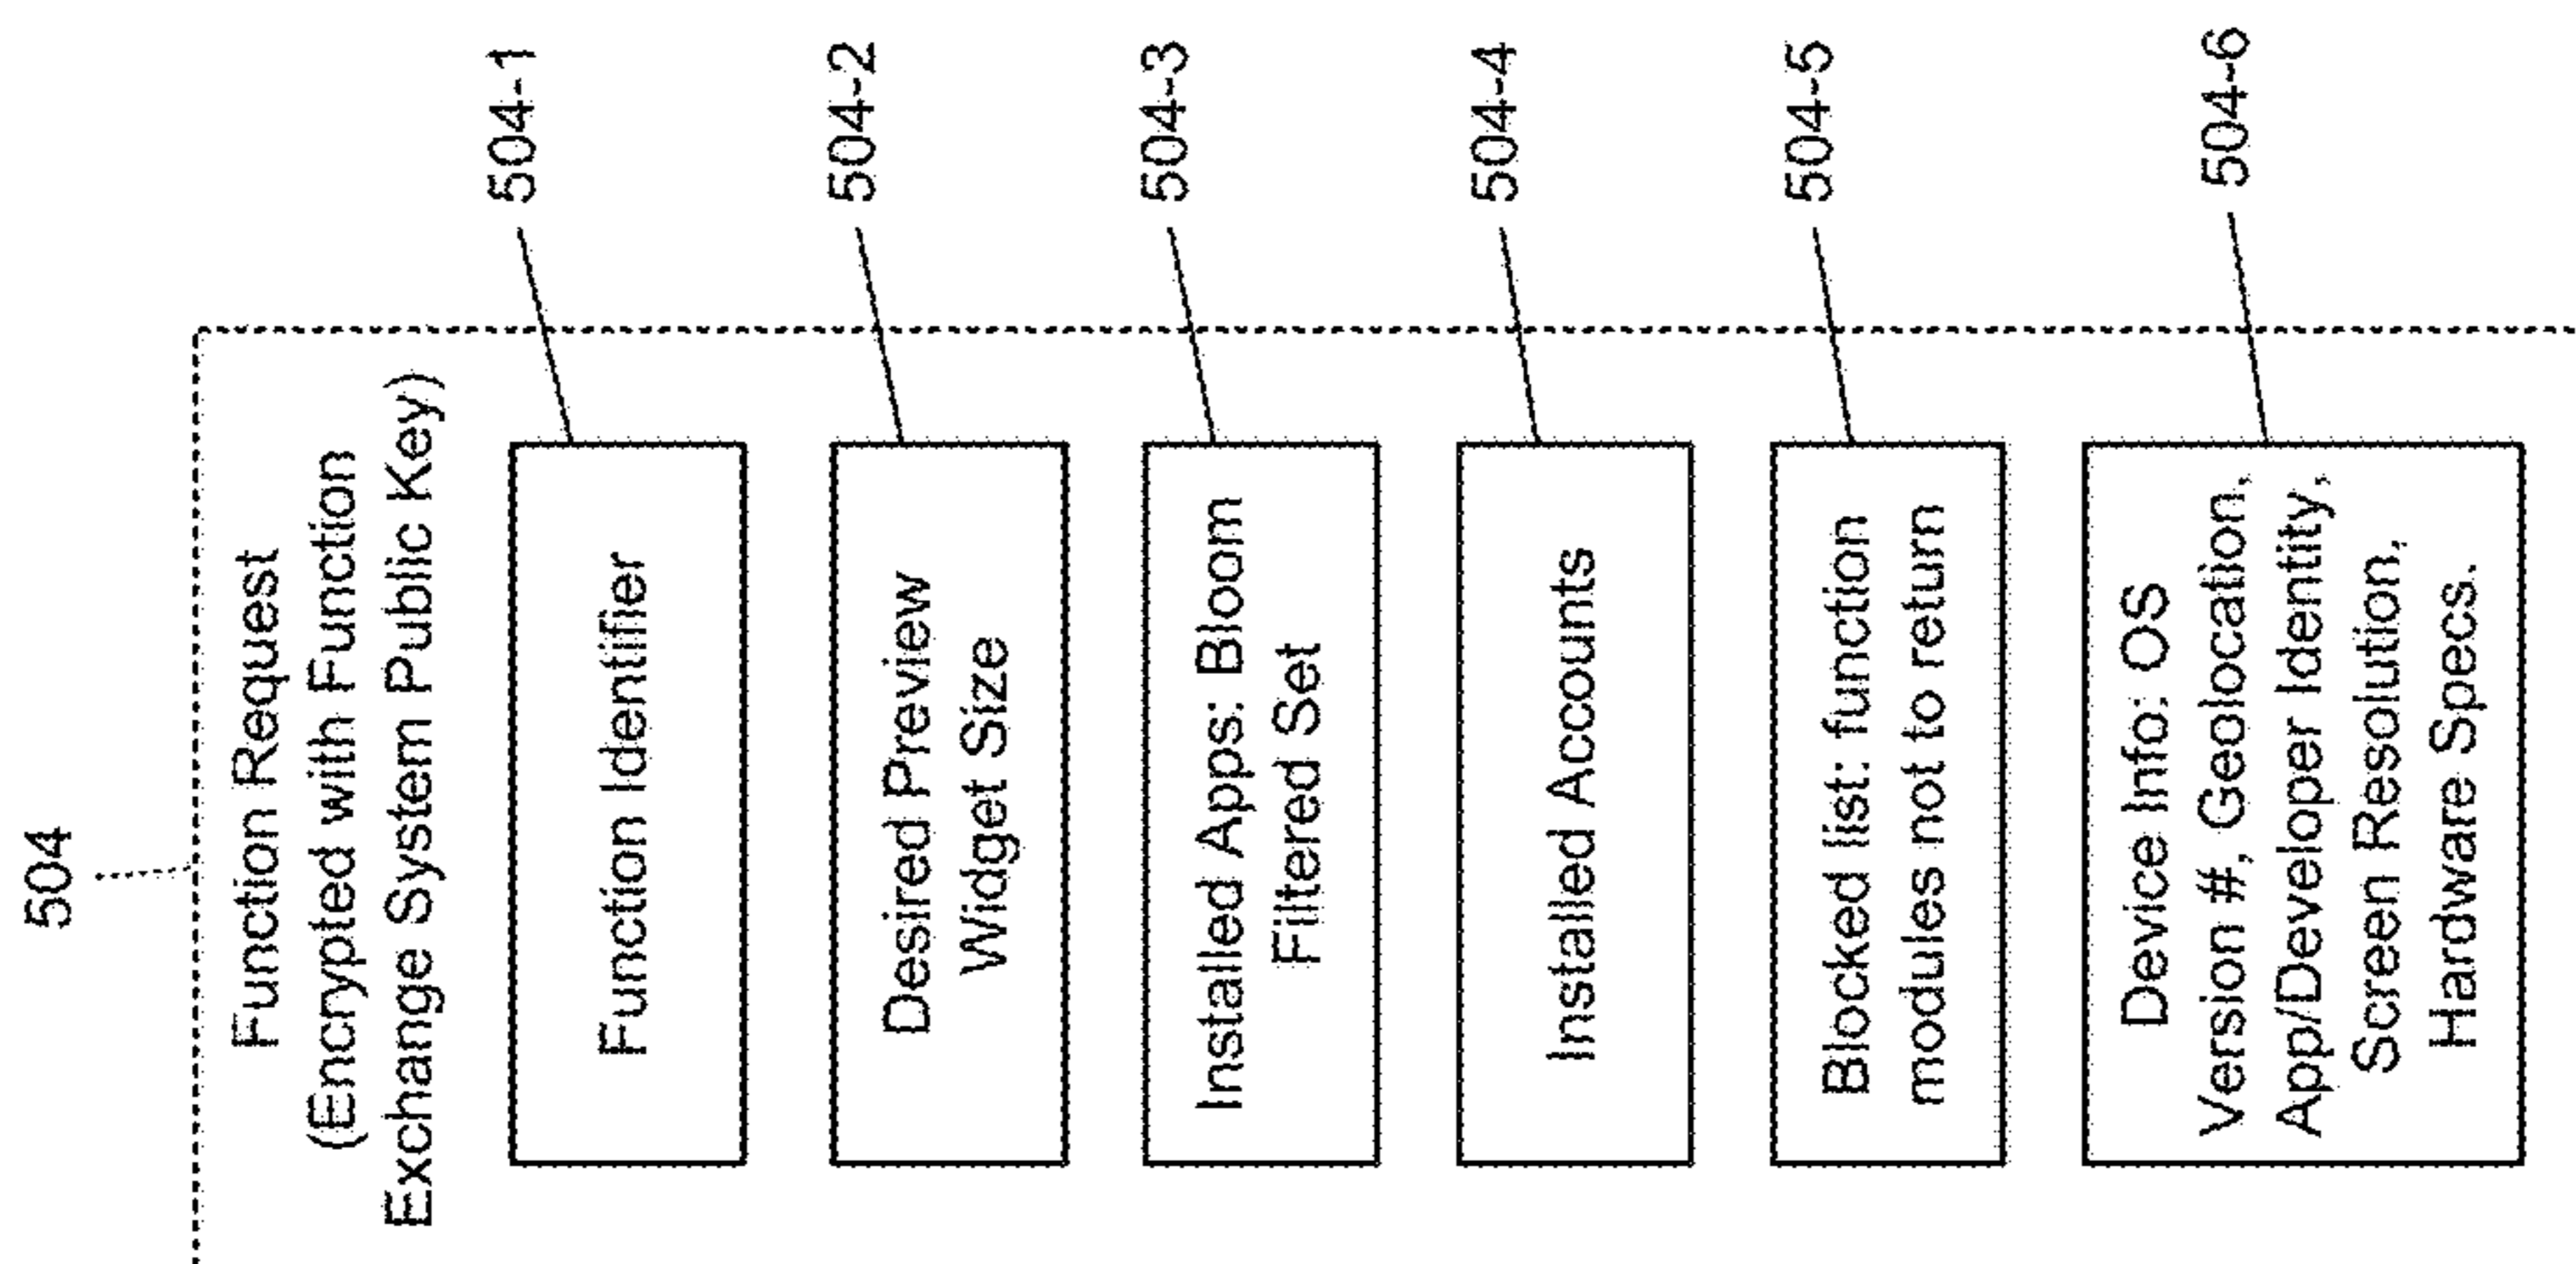 504
Function Request
(Encrypted with Function
Exchange System Public Key)
Function Identifier
504-1
Desired Preview
Widget Size
504-2
Installed Apps: Bloom
Filtered Set
504-3
Installed Accounts
504-4
Blocked list: function
modules not to return
504-5
Device Info: OS
Version #, Geolocation,
App/Developer Identity,
Screen Resolution,
Hardware Specs.
504-6